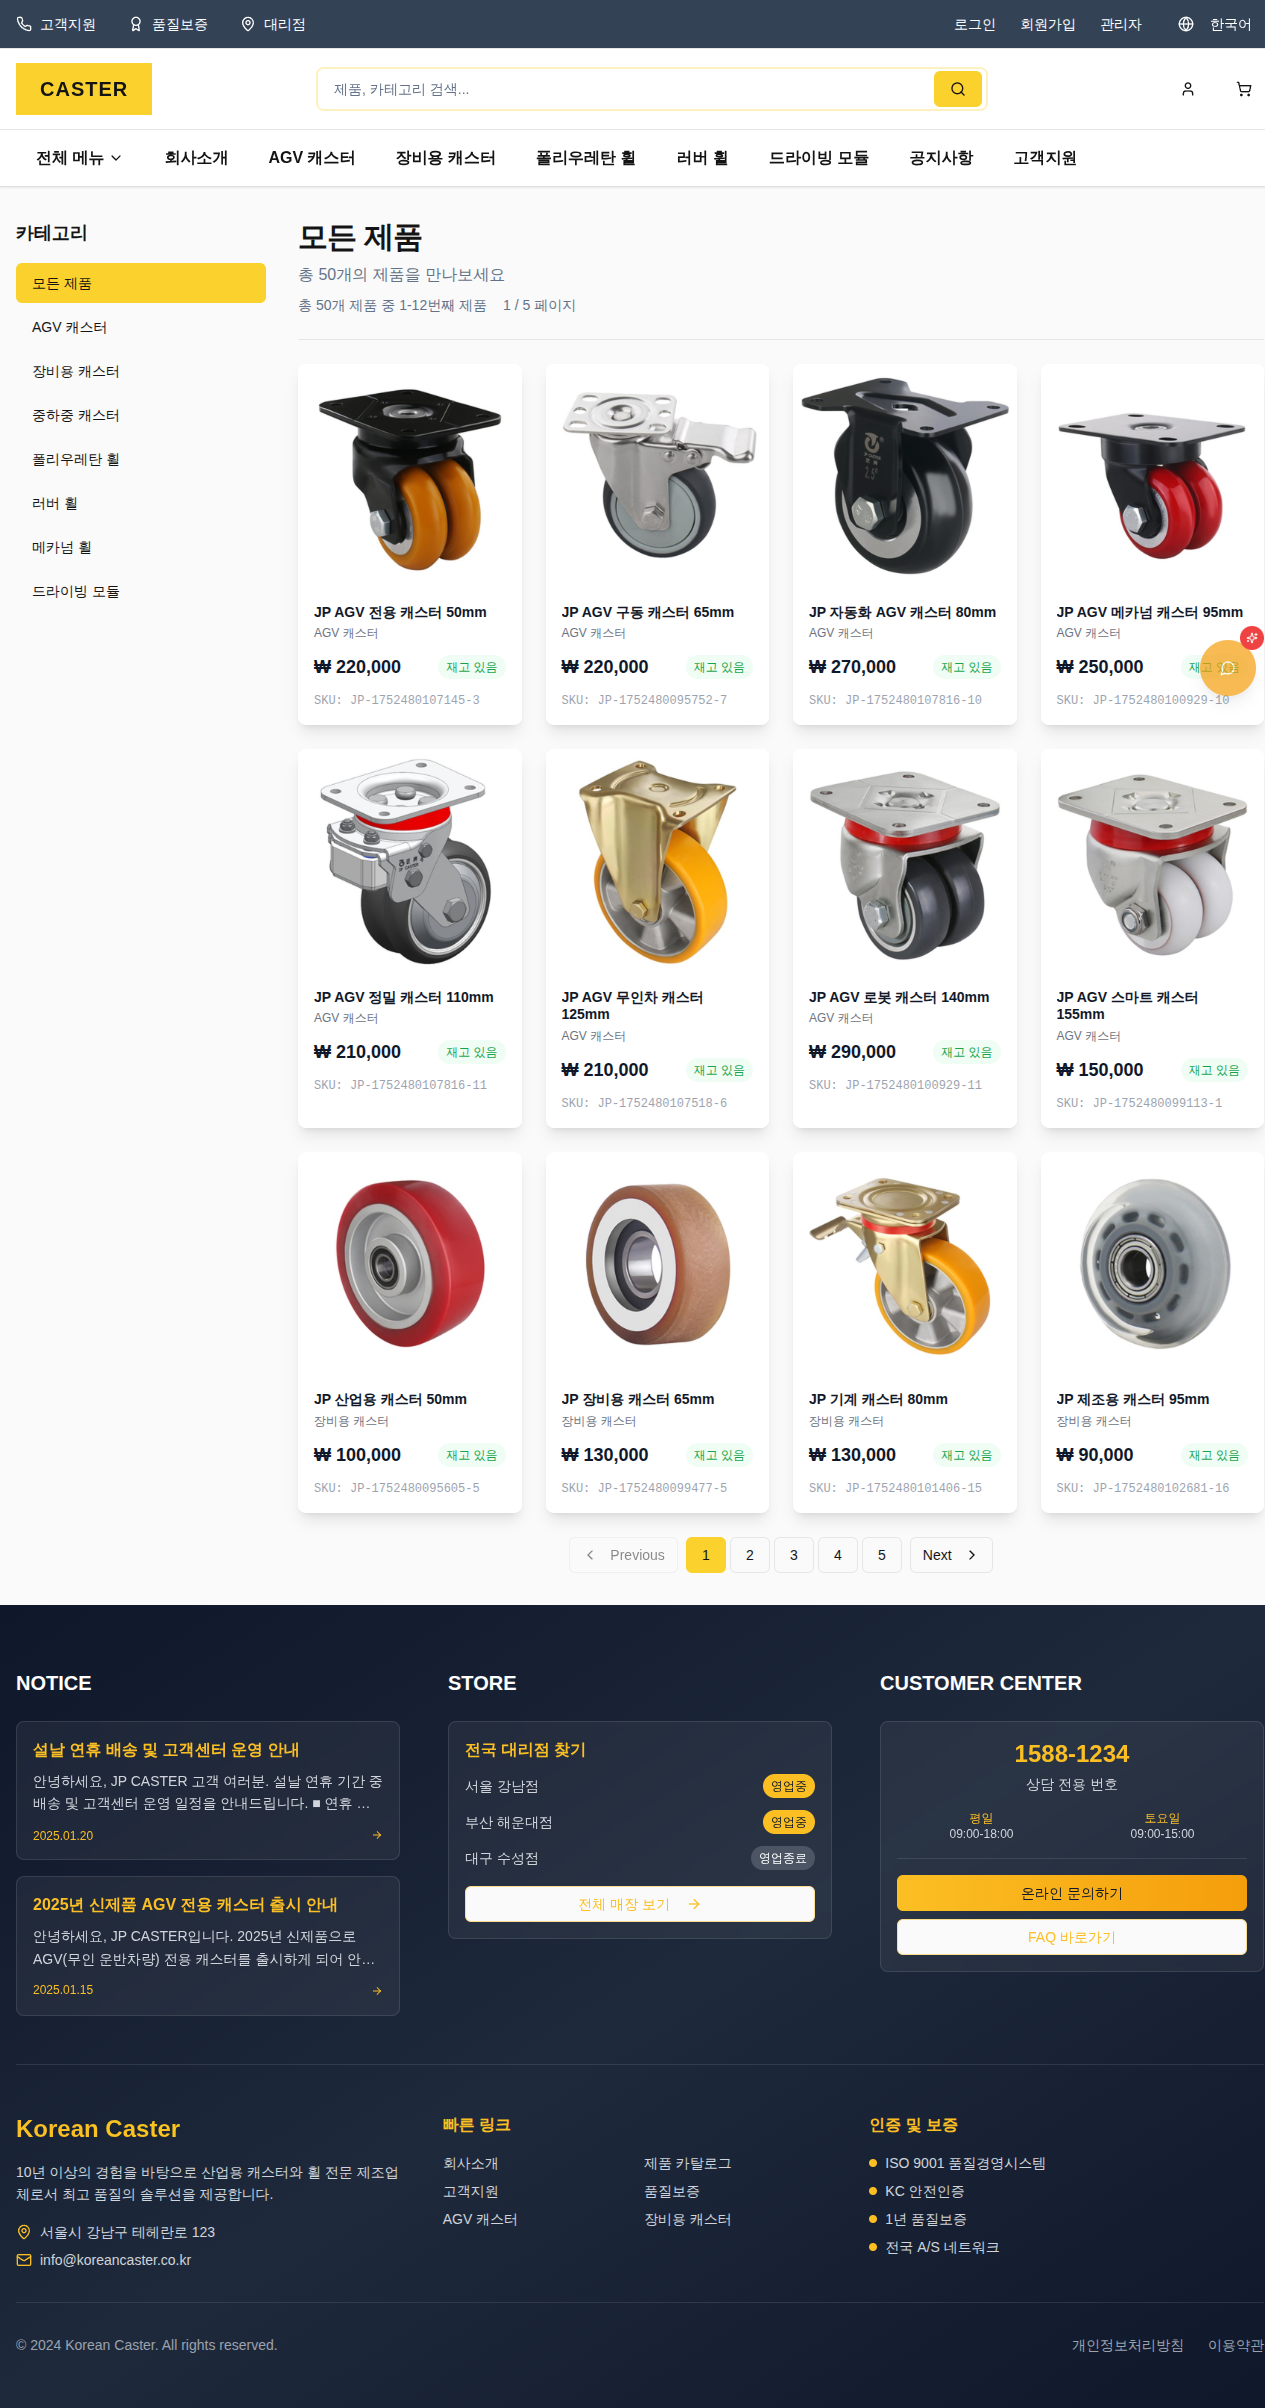 고객지원 품질보증 대리점 로그인 회원가입 관리자 한국어
CASTER
제품, 카테고리 검색...
전체 메뉴 회사소개 AGV 캐스터 장비용 캐스터 폴리우레탄 휠 러버 휠 드라이빙 모듈 공지사항 고객지원
카테고리
모든 제품
AGV 캐스터
장비용 캐스터
중하중 캐스터
폴리우레탄 휠
러버 휠
메카넘 휠
드라이빙 모듈
모든 제품
총 50개의 제품을 만나보세요
총 50개 제품 중 1-12번째 제품 1 / 5 페이지
JP AGV 전용 캐스터 50mm
AGV 캐스터
₩ 220,000 재고 있음
SKU: JP-1752480107145-3
JP AGV 구동 캐스터 65mm
AGV 캐스터
₩ 220,000 재고 있음
SKU: JP-1752480095752-7
JP 자동화 AGV 캐스터 80mm
AGV 캐스터
₩ 270,000 재고 있음
SKU: JP-1752480107816-10
JP AGV 메카넘 캐스터 95mm
AGV 캐스터
₩ 250,000
SKU: JP-1752480100929-10
JP AGV 정밀 캐스터 110mm
AGV 캐스터
₩ 210,000 재고 있음
SKU: JP-1752480107816-11
JP AGV 무인차 캐스터
125mm
AGV 캐스터
₩ 210,000 재고 있음
SKU: JP-1752480107518-6
JP AGV 로봇 캐스터 140mm
AGV 캐스터
₩ 290,000 재고 있음
SKU: JP-1752480100929-11
JP AGV 스마트 캐스터
155mm
AGV 캐스터
₩ 150,000 재고 있음
SKU: JP-1752480099113-1
JP 산업용 캐스터 50mm
장비용 캐스터
₩ 100,000 재고 있음
SKU: JP-1752480095605-5
JP 장비용 캐스터 65mm
장비용 캐스터
₩ 130,000 재고 있음
SKU: JP-1752480099477-5
JP 기계 캐스터 80mm
장비용 캐스터
₩ 130,000 재고 있음
SKU: JP-1752480101406-15
JP 제조용 캐스터 95mm
장비용 캐스터
₩ 90,000 재고 있음
SKU: JP-1752480102681-16
Previous 1 2 3 4 5 Next
NOTICE
설날 연휴 배송 및 고객센터 운영 안내
안녕하세요, JP CASTER 고객 여러분. 설날 연휴 기간 중
배송 및 고객센터 운영 일정을 안내드립니다. ■ 연휴 …
2025.01.20
2025년 신제품 AGV 전용 캐스터 출시 안내
안녕하세요, JP CASTER입니다. 2025년 신제품으로
AGV(무인 운반차량) 전용 캐스터를 출시하게 되어 안…
2025.01.15
STORE
전국 대리점 찾기
서울 강남점 영업중
부산 해운대점 영업중
대구 수성점 영업종료
전체 매장 보기
CUSTOMER CENTER
1588-1234
상담 전용 번호
평일 토요일
09:00-18:00 09:00-15:00
온라인 문의하기
FAQ 바로가기
Korean Caster
10년 이상의 경험을 바탕으로 산업용 캐스터와 휠 전문 제조업
체로서 최고 품질의 솔루션을 제공합니다.
서울시 강남구 테헤란로 123
info@koreancaster.co.kr
빠른 링크
회사소개 제품 카탈로그
고객지원 품질보증
AGV 캐스터 장비용 캐스터
인증 및 보증
ISO 9001 품질경영시스템
KC 안전인증
1년 품질보증
전국 A/S 네트워크
© 2024 Korean Caster. All rights reserved.
개인정보처리방침 이용약관